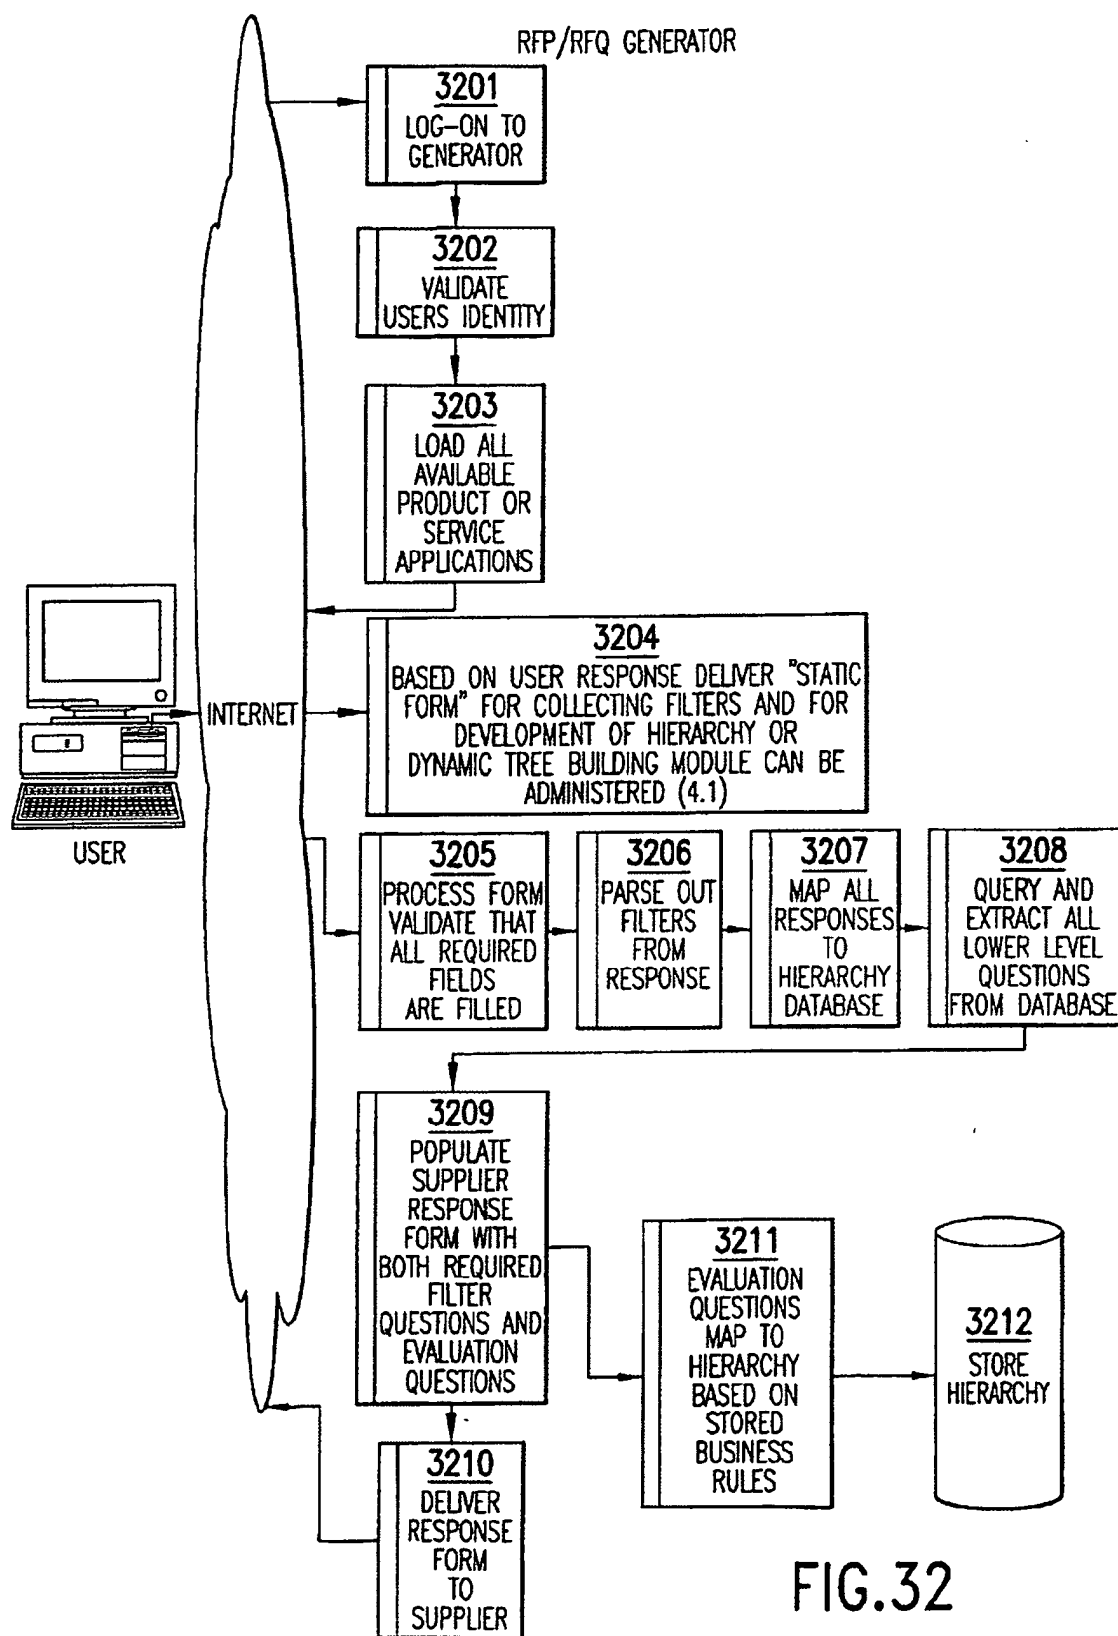 RFP/RFQ GENERATOR
3201
LOG-ON TO
GENERATOR
3202
VALIDATE
USERS IDENTITY
3203
LOAD ALL
AVAILABLE
PRODUCT OR
SERVICE
APPLICATIONS
3204
BASED ON USER RESPONSE DELIVER "STATIC
FORM" FOR COLLECTING FILTERS AND FOR
DEVELOPMENT OF HIERARCHY OR
DYNAMIC TREE BUILDING MODULE CAN BE
ADMINISTERED (4.1)
INTERNET
USER
3205
PROCESS FORM
VALIDATE THAT
ALL REQUIRED
FIELDS
ARE FILLED
3206
PARSE OUT
FILTERS
FROM
RESPONSE
3207
MAP ALL
RESPONSES
TO
HIERARCHY
DATABASE
3208
QUERY AND
EXTRACT ALL
LOWER LEVEL
QUESTIONS
FROM DATABASE
3209
POPULATE
SUPPLIER
RESPONSE
FORM WITH
BOTH REQUIRED
FILTER
QUESTIONS AND
EVALUATION
QUESTIONS
3211
EVALUATION
QUESTIONS
MAP TO
HIERARCHY
BASED ON
STORED
BUSINESS
RULES
3212
STORE
HIERARCHY
3210
DELIVER
RESPONSE
FORM
TO
SUPPLIER
FIG.32